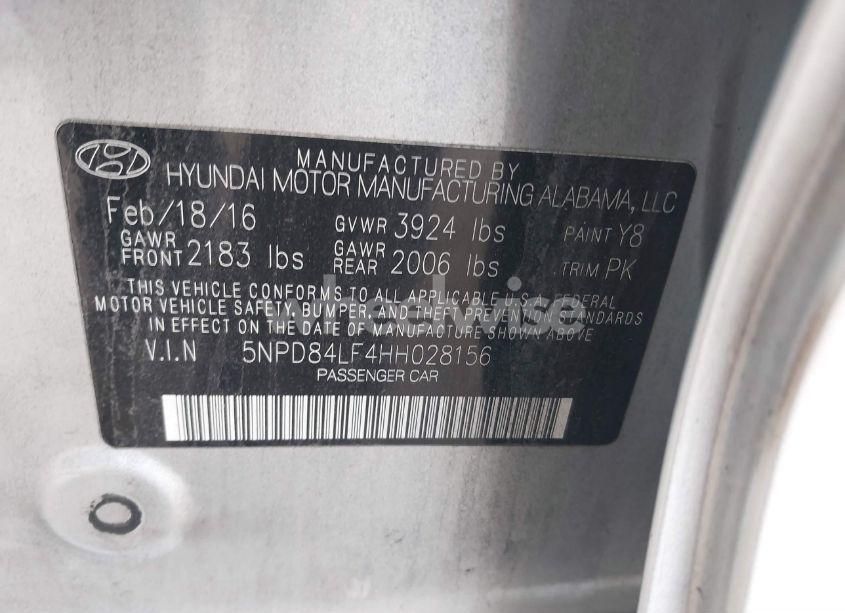 MANUFACTURED BY
HYUNDAI MOTOR MANUFACTURING ALABAMA, LLC
Feb/18/16 GVWR 3924 lbs PAINT Y8
GAWR FRONT 2183 lbs GAWR REAR 2006 lbs TRIM PK
THIS VEHICLE CONFORMS TO ALL APPLICABLE U.S.A. FEDERAL
MOTOR VEHICLE SAFETY, BUMPER, AND THEFT PREVENTION STANDARDS
IN EFFECT ON THE DATE OF MANUFACTURE SHOWN ABOVE
V.I.N 5NPD84LF4HH028156
PASSENGER CAR
wheelwise